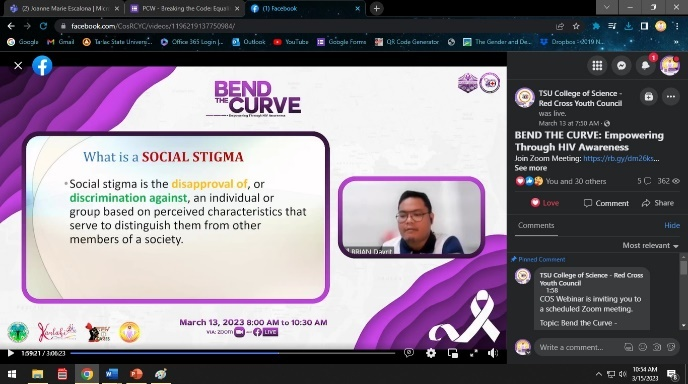 (2) Joanne Marie Escalona | Micr
PCW - Breaking the Code: Equali
(1) Facebook
facebook.com/CosRCYC/videos/1196219137750984/
Google
Gmail
Tarlac State Universi...
Office 365 Login |...
Outlook
YouTube
Google Forms
QR Code Generator
The Gender and De...
Dropbox - 2019 N...
BEND
THE CURVE
Empowering Through HIV Awareness
What is a SOCIAL STIGMA
• Social stigma is the disapproval of, or
discrimination against, an individual or
group based on perceived characteristics that
serve to distinguish them from other
members of a society.
BRIAN Dayrit
March 13, 2023 8:00 AM to 10:30 AM
VIA: ZOOM AND LIVE
1:59:21 / 3:06:23
1
TSU College of Science -
Red Cross Youth Council
was live.
March 13 at 7:50 AM ·
BEND THE CURVE: Empowering
Through HIV Awareness
Join Zoom Meeting: https://rb.gy/dm26ks...
See more
You and 30 others
5
362
Love
Comment
Share
Comments
Hide
Most relevant
Pinned Comment
TSU College of Science - Red Cross
Youth Council
1:58
COS Webinar is inviting you to
a scheduled Zoom meeting.
Topic: Bend the Curve -
Write a comment...
10:54 AM
3/15/2023